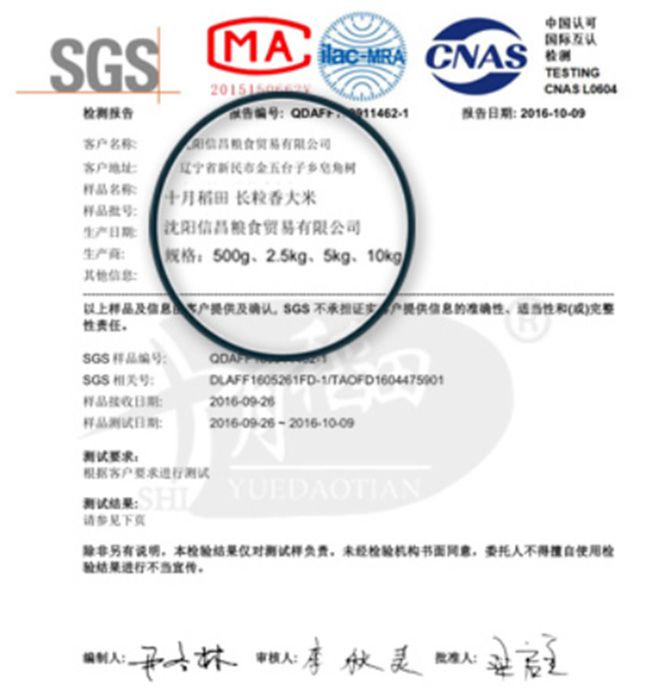 SGS
MA
2015150662V
ilac-MRA
CNAS
中国认可
国际互认
检测
TESTING
CNAS L0604
检测报告
报告编号: QDAFF 0911462-1
报告日期: 2016-10-09
客户名称:
沈阳信昌粮食贸易有限公司
客户地址:
辽宁省新民市金五台子乡皂角树
样品名称:
十月稻田 长粒香大米
样品批号:
生产日期:
沈阳信昌粮食贸易有限公司
生产商:
规格: 500g、2.5kg、5kg、10kg
其他信息:
以上样品及信息由客户提供及确认。SGS 不承担证实客户提供信息的准确性、适当性和(或)完整
性责任。
SGS 样品编号:
SGS 相关号:
DLAFF1605261FD-1/TAOFD1604475901
样品接收日期:
2016-09-26
样品测试日期:
2016-09-26 ~ 2016-10-09
测试要求:
根据客户要求进行测试
测试结果:
请参见下页
十月稻田®
SHI YUEDAOTIAN
除非另有说明，本检验结果仅对测试样负责。未经检验机构书面同意，委托人不得擅自使用检
验结果进行不当宣传。
编制人:
审核人:
批准人: